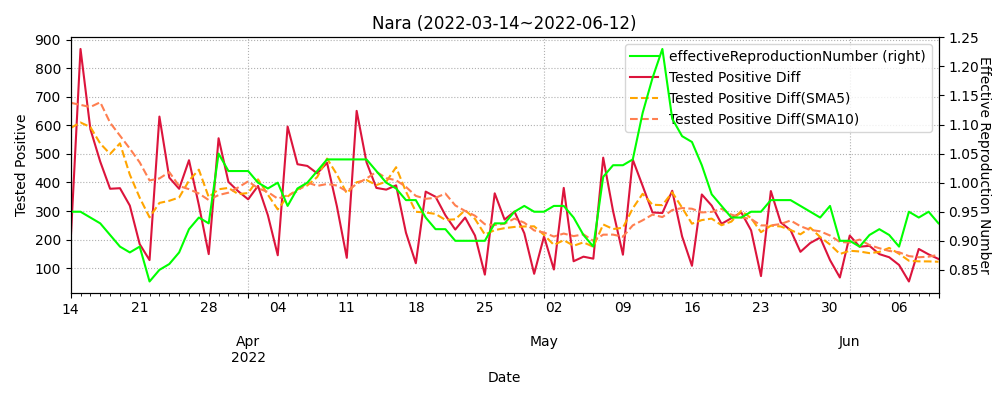 Nara (2022-03-14~2022-06-12)
effectiveReproductionNumber (right)
Tested Positive Diff
Tested Positive Diff(SMA5)
Tested Positive Diff(SMA10)
Tested Positive
900
800
700
600
500
400
300
200
100
1.25
1.20
1.15
1.10
1.05
1.00
0.95
0.90
0.85
Effective Reproduction Number
14 21 28 04 11 18 25 02 09 16 23 30 06
Apr May Jun
2022
Date